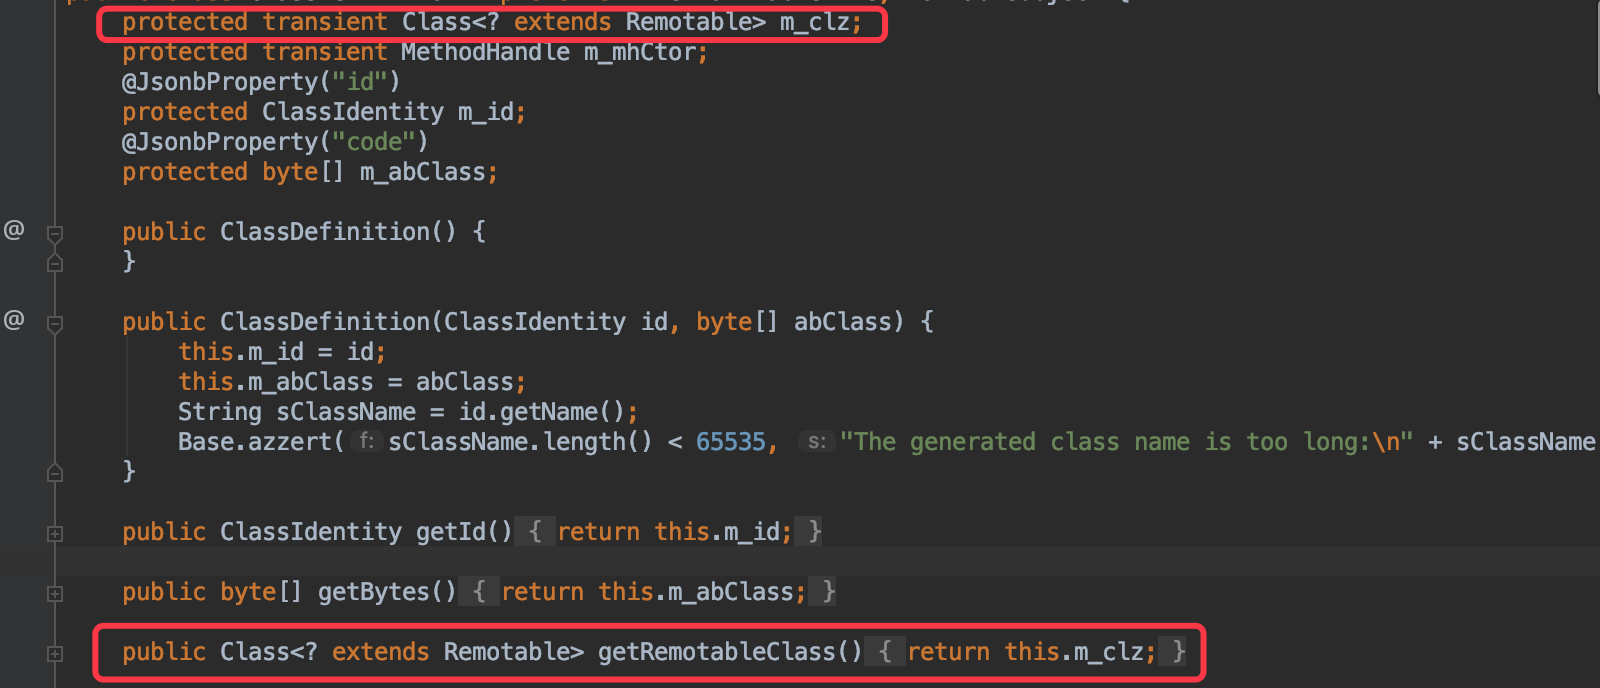 protected transient Class<? extends Remotable> m_clz;
protected transient MethodHandle m_mhCtor;
@JsonbProperty("id")
protected ClassIdentity m_id;
@JsonbProperty("code")
protected byte[] m_abClass;
@ public ClassDefinition() {
}
@ public ClassDefinition(ClassIdentity id, byte[] abClass) {
this.m_id = id;
this.m_abClass = abClass;
String sClassName = id.getName();
Base.azzert( f: sClassName.length() < 65535, s: "The generated class name is too long:\n" + sClassName
}
public ClassIdentity getId() { return this.m_id; }
public byte[] getBytes() { return this.m_abClass; }
public Class<? extends Remotable> getRemotableClass() { return this.m_clz; }